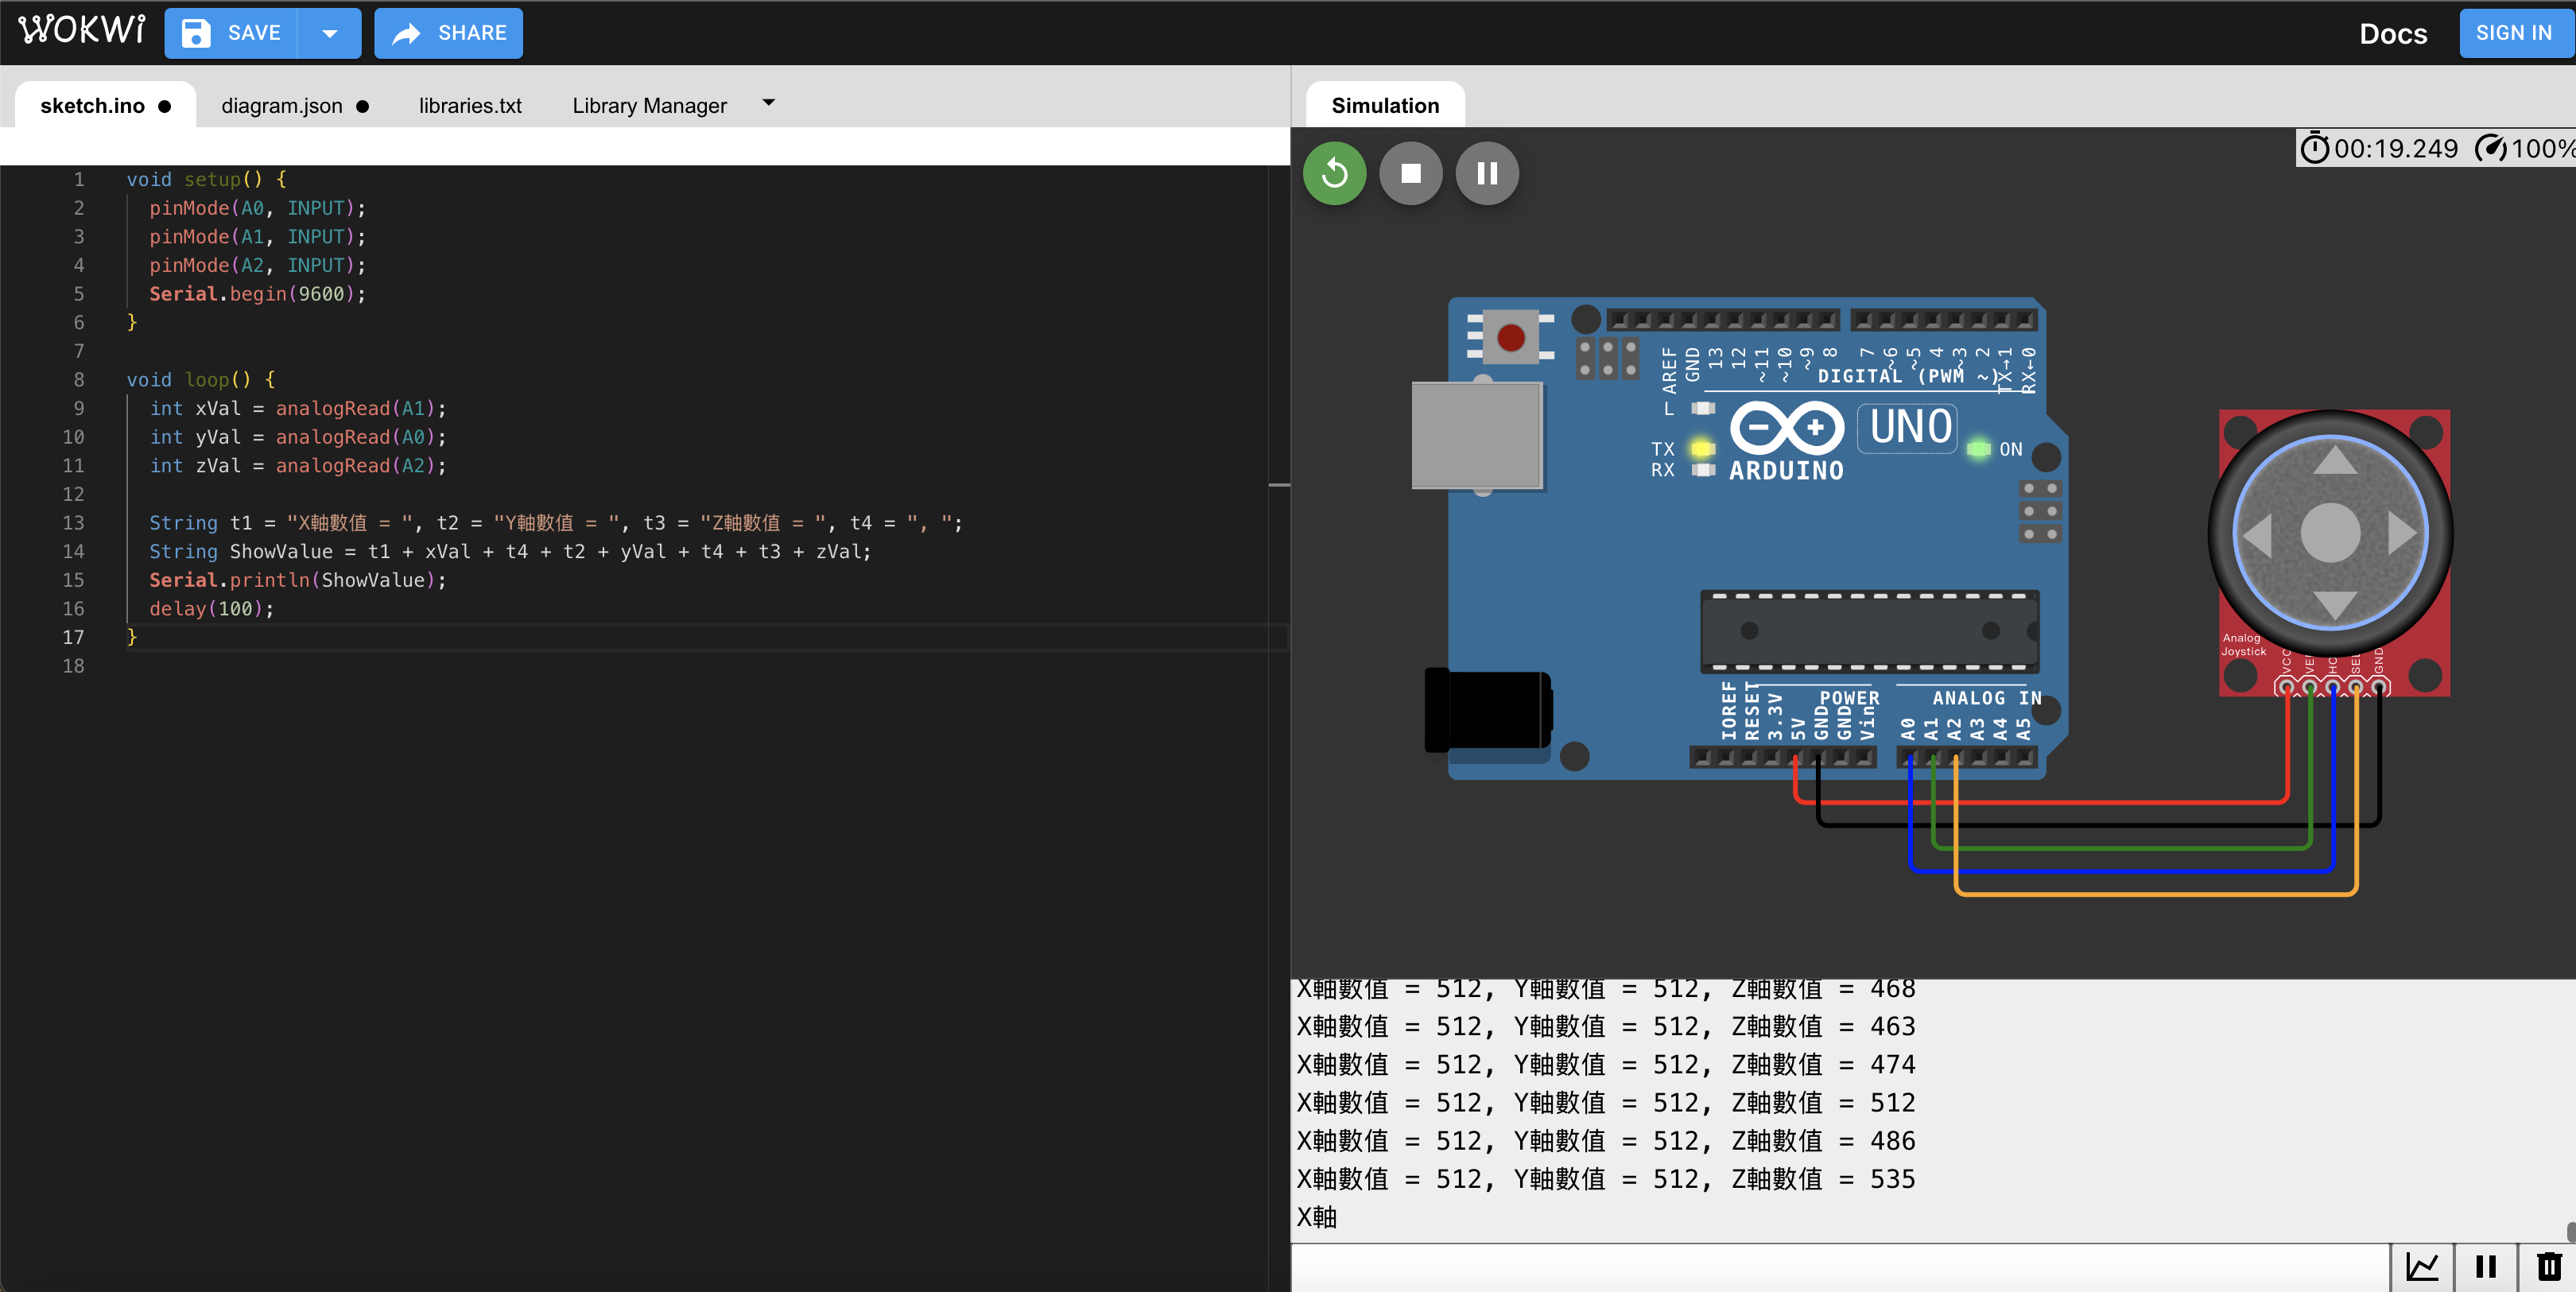 WOKWi SAVE SHARE Docs SIGN IN
sketch.ino diagram.json libraries.txt Library Manager Simulation
00:19.249 100%
1 void setup() {
2 pinMode(A0, INPUT);
3 pinMode(A1, INPUT);
4 pinMode(A2, INPUT);
5 Serial.begin(9600);
6 }
7
8 void loop() {
9 int xVal = analogRead(A1);
10 int yVal = analogRead(A0);
11 int zVal = analogRead(A2);
12
13 String t1 = "X軸數值 = ", t2 = "Y軸數值 = ", t3 = "Z軸數值 = ", t4 = ", ";
14 String ShowValue = t1 + xVal + t4 + t2 + yVal + t4 + t3 + zVal;
15 Serial.println(ShowValue);
16 delay(100);
17 }
18
AREF GND 13 12 ~11 ~10 ~9 8 7 ~6 ~5 4 ~3 2 TX→1 RX←0
DIGITAL (PWM ~)
L
TX
RX
UNO
ON
ARDUINO
IOREF RESET 3.3V 5V GND GND Vin
POWER
ANALOG IN
A0 A1 A2 A3 A4 A5
Analog
Joystick
VCC GND
X軸數值 = 512, Y軸數值 = 512, Z軸數值 = 468
X軸數值 = 512, Y軸數值 = 512, Z軸數值 = 463
X軸數值 = 512, Y軸數值 = 512, Z軸數值 = 474
X軸數值 = 512, Y軸數值 = 512, Z軸數值 = 512
X軸數值 = 512, Y軸數值 = 512, Z軸數值 = 486
X軸數值 = 512, Y軸數值 = 512, Z軸數值 = 535
X軸